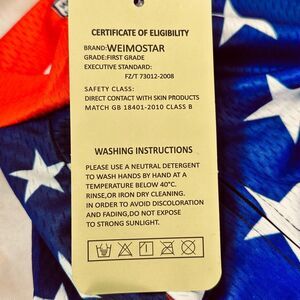 CERTIFICATE OF ELIGIBILITY
BRAND:WEIMOSTAR
GRADE:FIRST GRADE
EXECUTIVE STANDARD:
FZ/T 73012-2008
SAFETY CLASS:
DIRECT CONTACT WITH SKIN PRODUCTS
MATCH GB 18401-2010 CLASS B
WASHING INSTRUCTIONS
PLEASE USE A NEUTRAL DETERGENT
TO WASH HANDS BY HAND AT A
TEMPERATURE BELOW 40°C.
RINSE,OR IRON DRY CLEANING.
IN ORDER TO AVOID DISCOLORATION
AND FADING,DO NOT EXPOSE
TO STRONG SUNLIGHT.